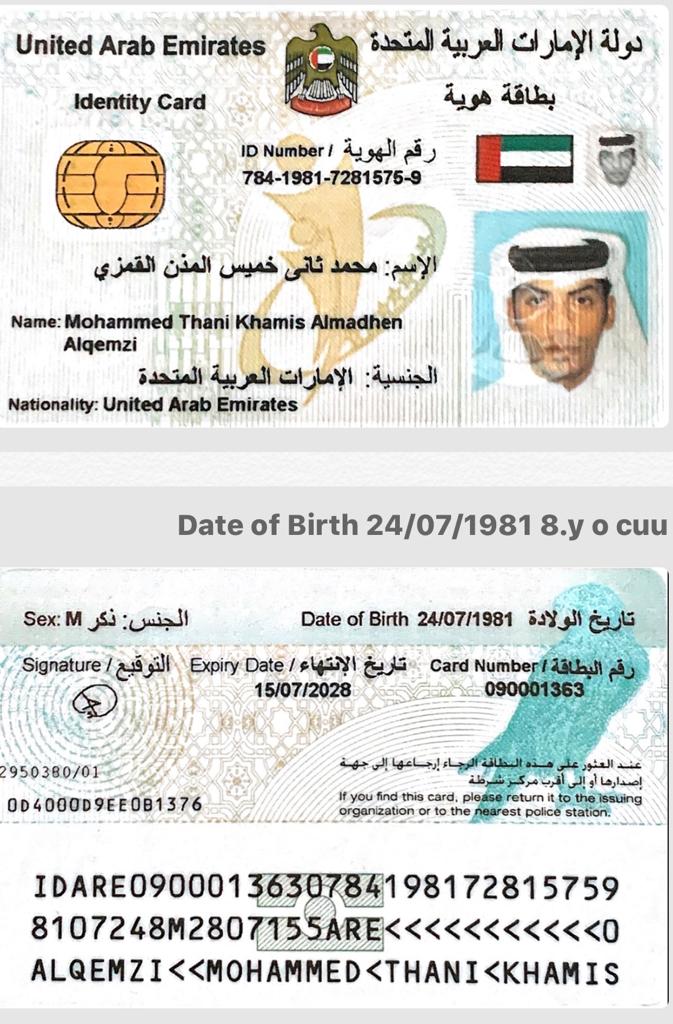 United Arab Emirates دولة الإمارات العربية المتحدة
Identity Card بطاقة هوية
ID Number / رقم الهوية
784-1981-7281575-9
الإسم: محمد ثانى خميس المذن القمزي
Name: Mohammed Thani Khamis Almadhen
Alqemzi
الجنسية: الإمارات العربية المتحدة
Nationality: United Arab Emirates
Date of Birth 24/07/1981 8.y o cuu
Sex: M الجنس: ذكر Date of Birth 24/07/1981 تاريخ الولادة
Signature / التوقيع Expiry Date / تاريخ الإنتهاء Card Number / رقم البطاقة
15/07/2028 090001363
عند العثور على هذه البطاقة الرجاء إرجاعها إلى جهة
إصدارها أو إلى أقرب مركز شرطة
2950380/01
If you find this card, please return it to the issuing
0D4000D9EE0B1376
organization or to the nearest police station.
IDARE0900013630784198172815759
8107248M2807155ARE<<<<<<<<<<<0
ALQEMZI<<MOHAMMED<THANI<KHAMIS